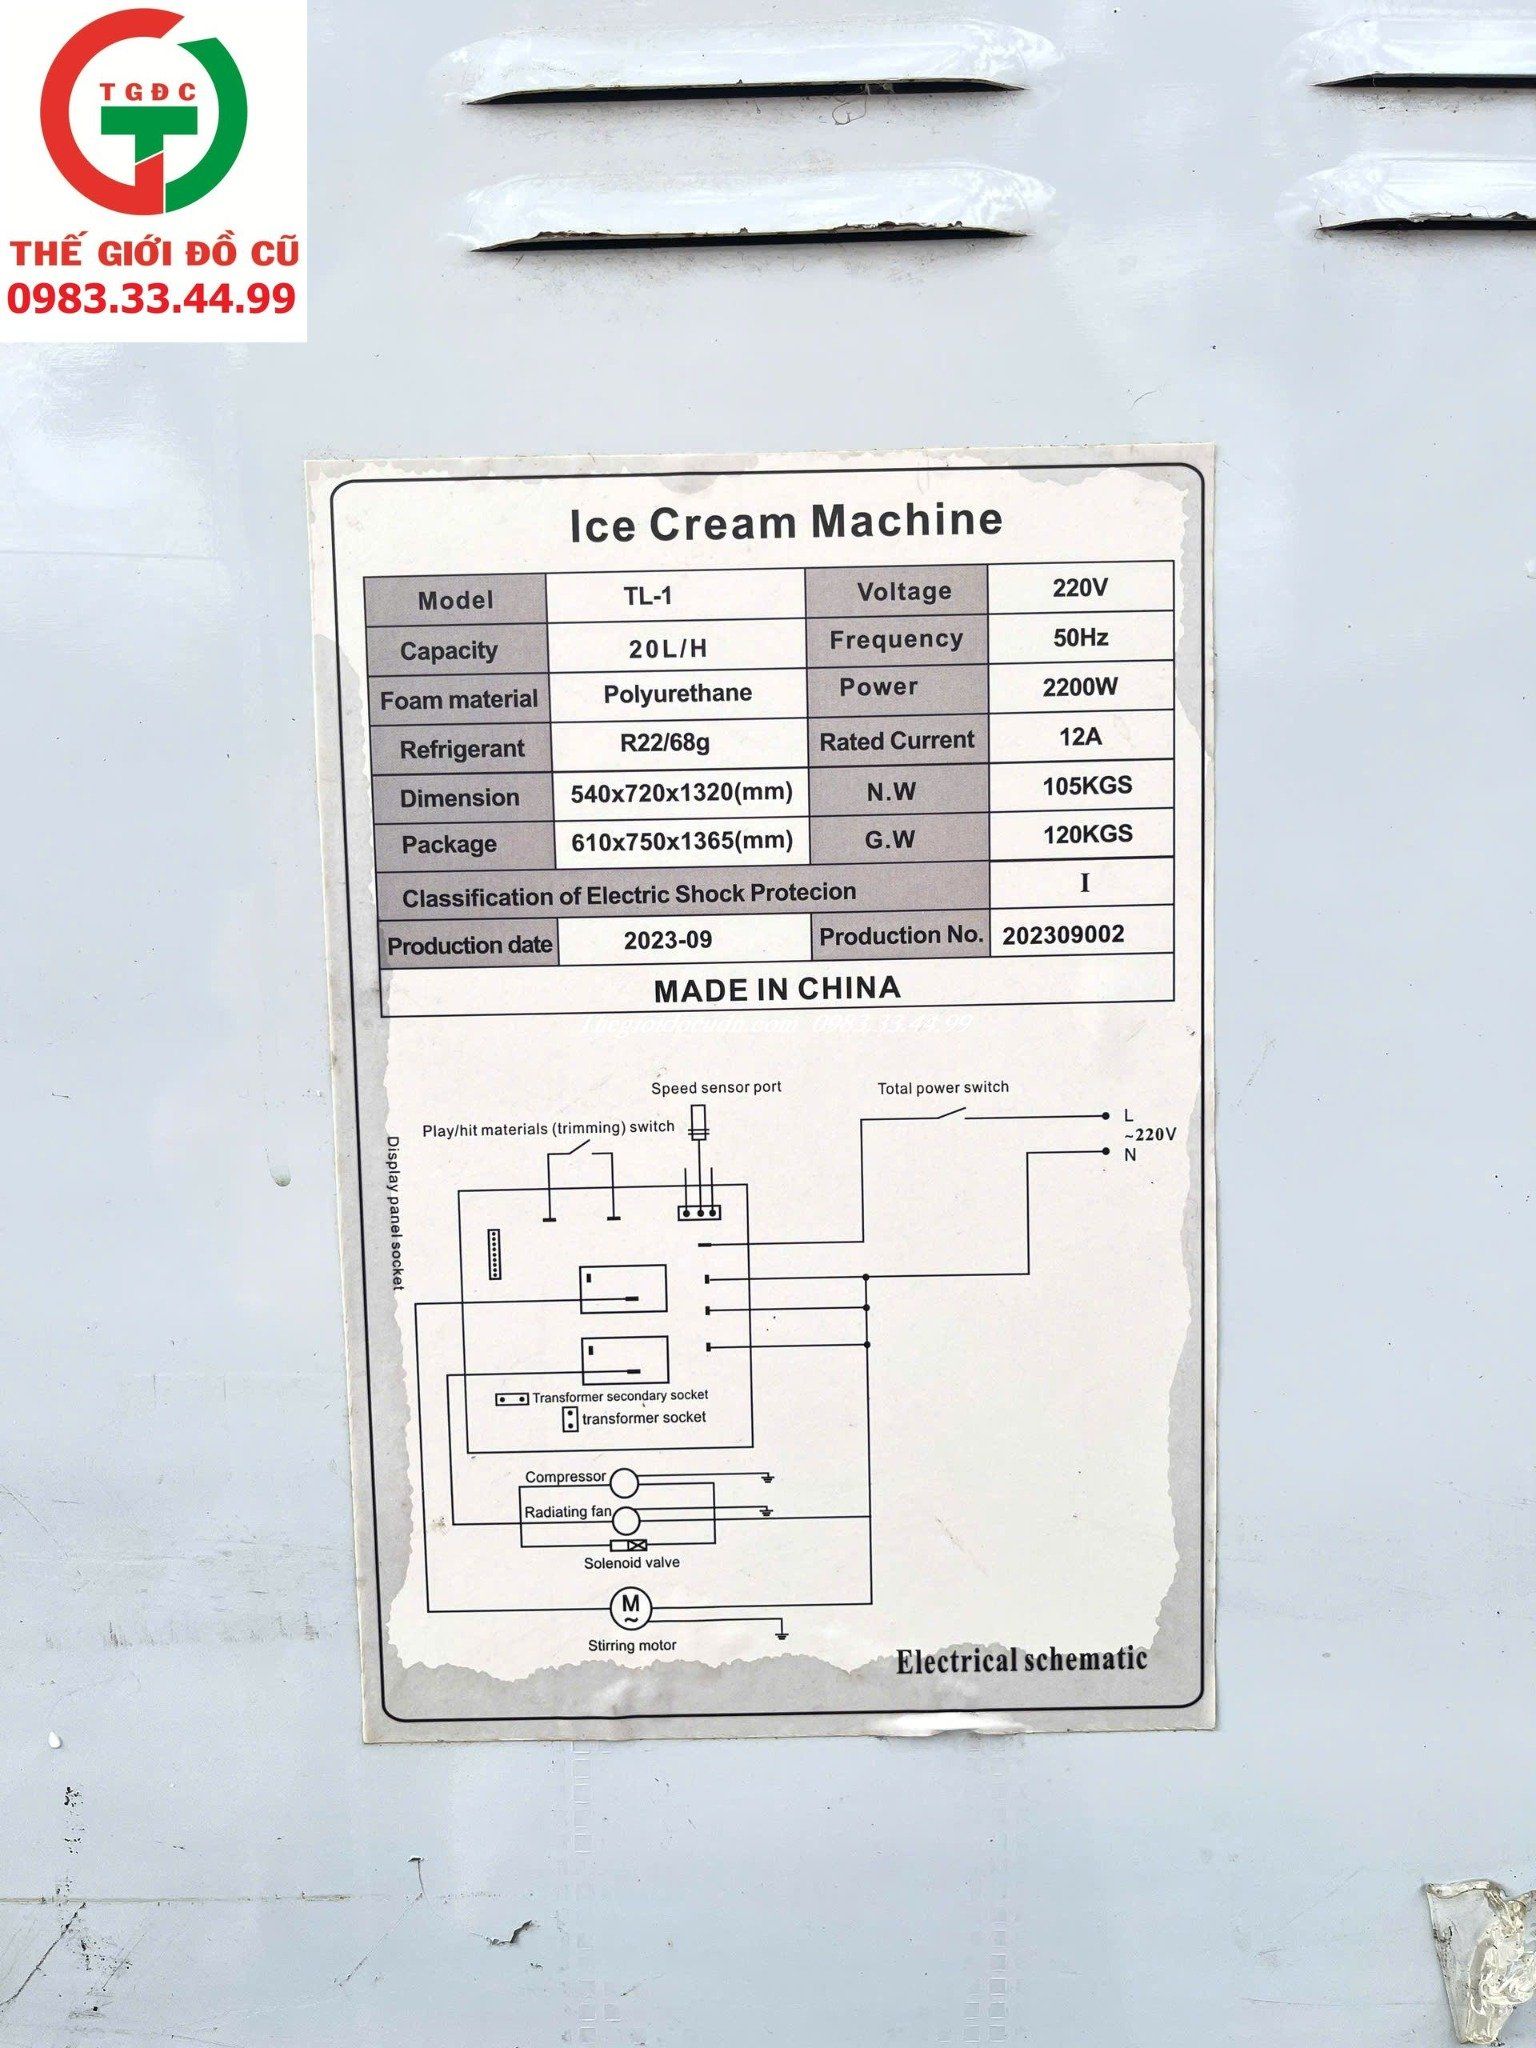 TGĐC
THẾ GIỚI ĐỒ CŨ
0983.33.44.99
Ice Cream Machine
Model TL-1 Voltage 220V
Capacity 20L/H Frequency 50Hz
Foam material Polyurethane Power 2200W
Refrigerant R22/68g Rated Current 12A
Dimension 540x720x1320(mm) N.W 105KGS
Package 610x750x1365(mm) G.W 120KGS
Classification of Electric Shock Protecion I
Production date 2023-09 Production No. 202309002
MADE IN CHINA
0983.33.44.99
Speed sensor port Total power switch
Play/hit materials (trimming) switch
L
~220V
N
Display panel socket
Transformer secondary socket
transformer socket
Compressor
Radiating fan
Solenoid valve
M
~
Stirring motor
Electrical schematic